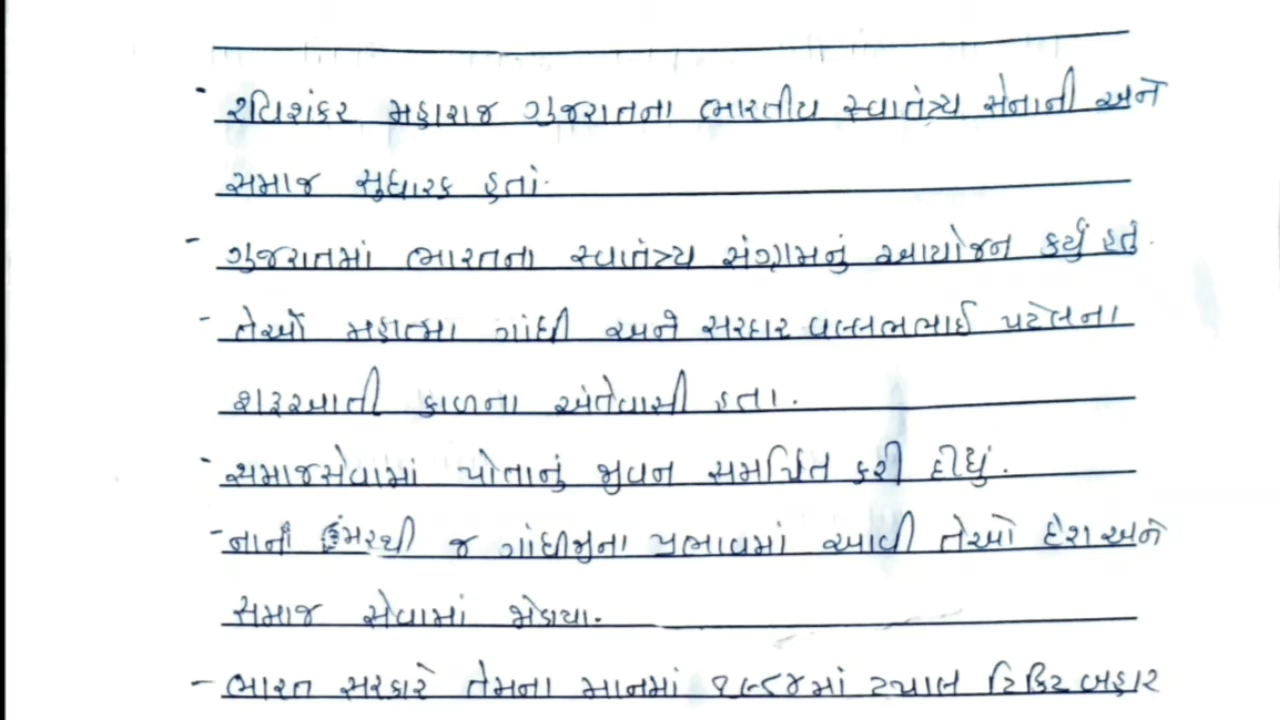 - રવિશંકર મહારાજ ગુજરાતના ભારતીય સ્વાતંત્ર્ય સેનાની અને
સમાજ સુધારક હતાં.
- ગુજરાતમાં ભારતના સ્વાતંત્ર્ય સંગ્રામનું આયોજન કર્યું હતું.
- તેઓ મહાત્મા ગાંધી અને સરદાર વલ્લભભાઈ પટેલના
શરૂઆતી કાળના અંતેવાસી હતા.
- સમાજસેવામાં પોતાનું જીવન સમર્પિત કરી દીધું.
- નાની ઉંમરથી જ ગાંધીજીના પ્રભાવમાં આવી તેઓ દેશ અને
સમાજ સેવામાં જોડાયા.
- ભારત સરકારે તેમના માનમાં ૧૯૮૪માં ટપાલ ટિકિટ બહાર